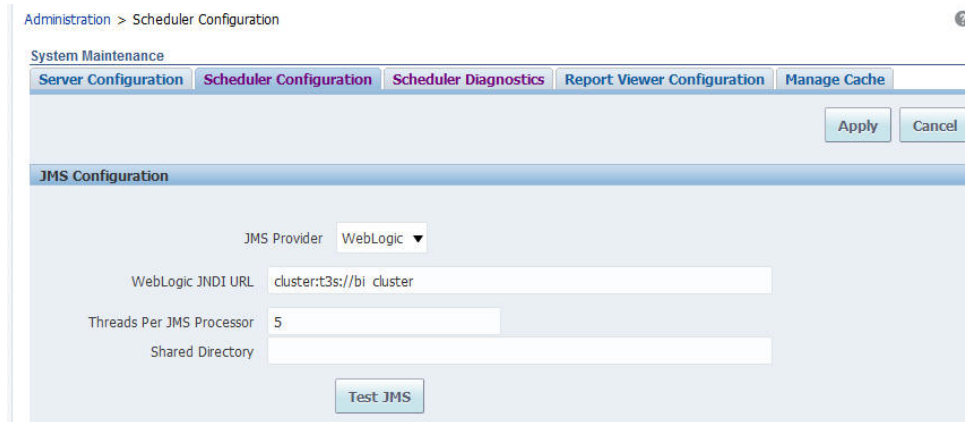 Administration > Scheduler Configuration
System Maintenance
Server Configuration Scheduler Configuration Scheduler Diagnostics Report Viewer Configuration Manage Cache
Apply Cancel
JMS Configuration
JMS Provider WebLogic
WebLogic JNDI URL cluster:t3s://bi cluster
Threads Per JMS Processor 5
Shared Directory
Test JMS